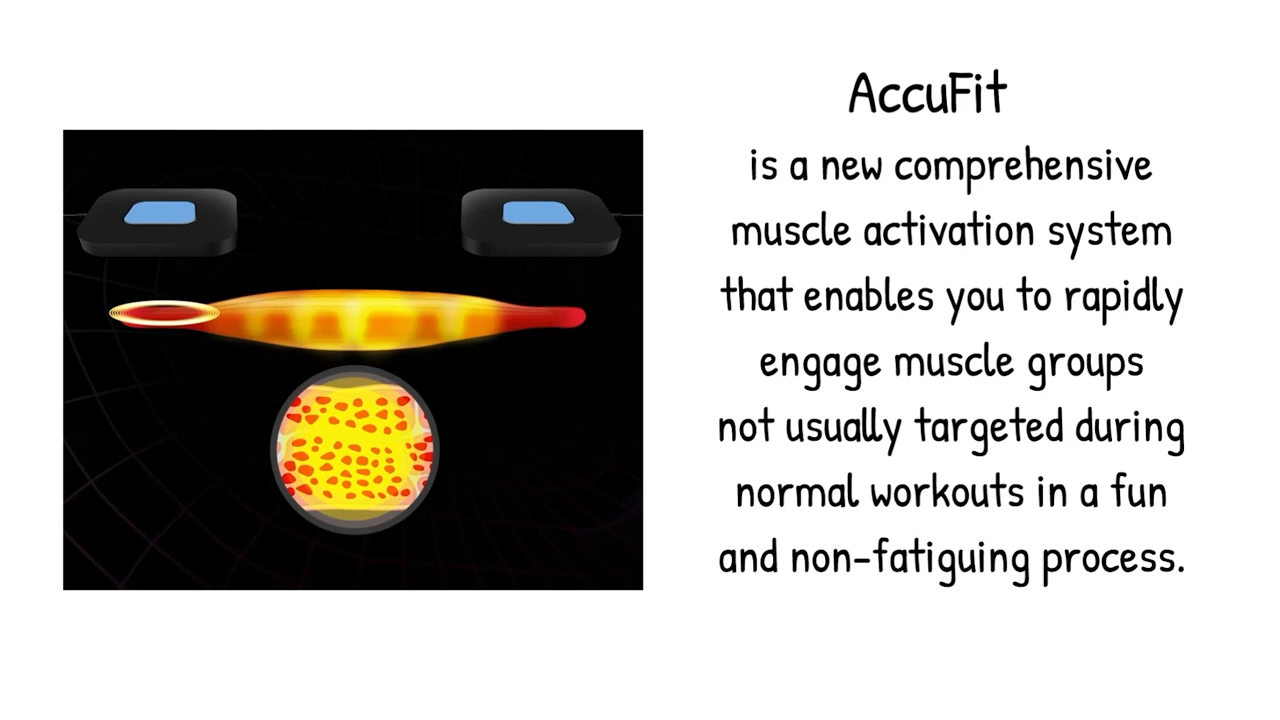 AccuFit
is a new comprehensive
muscle activation system
that enables you to rapidly
engage muscle groups
not usually targeted during
normal workouts in a fun
and non-fatiguing process.